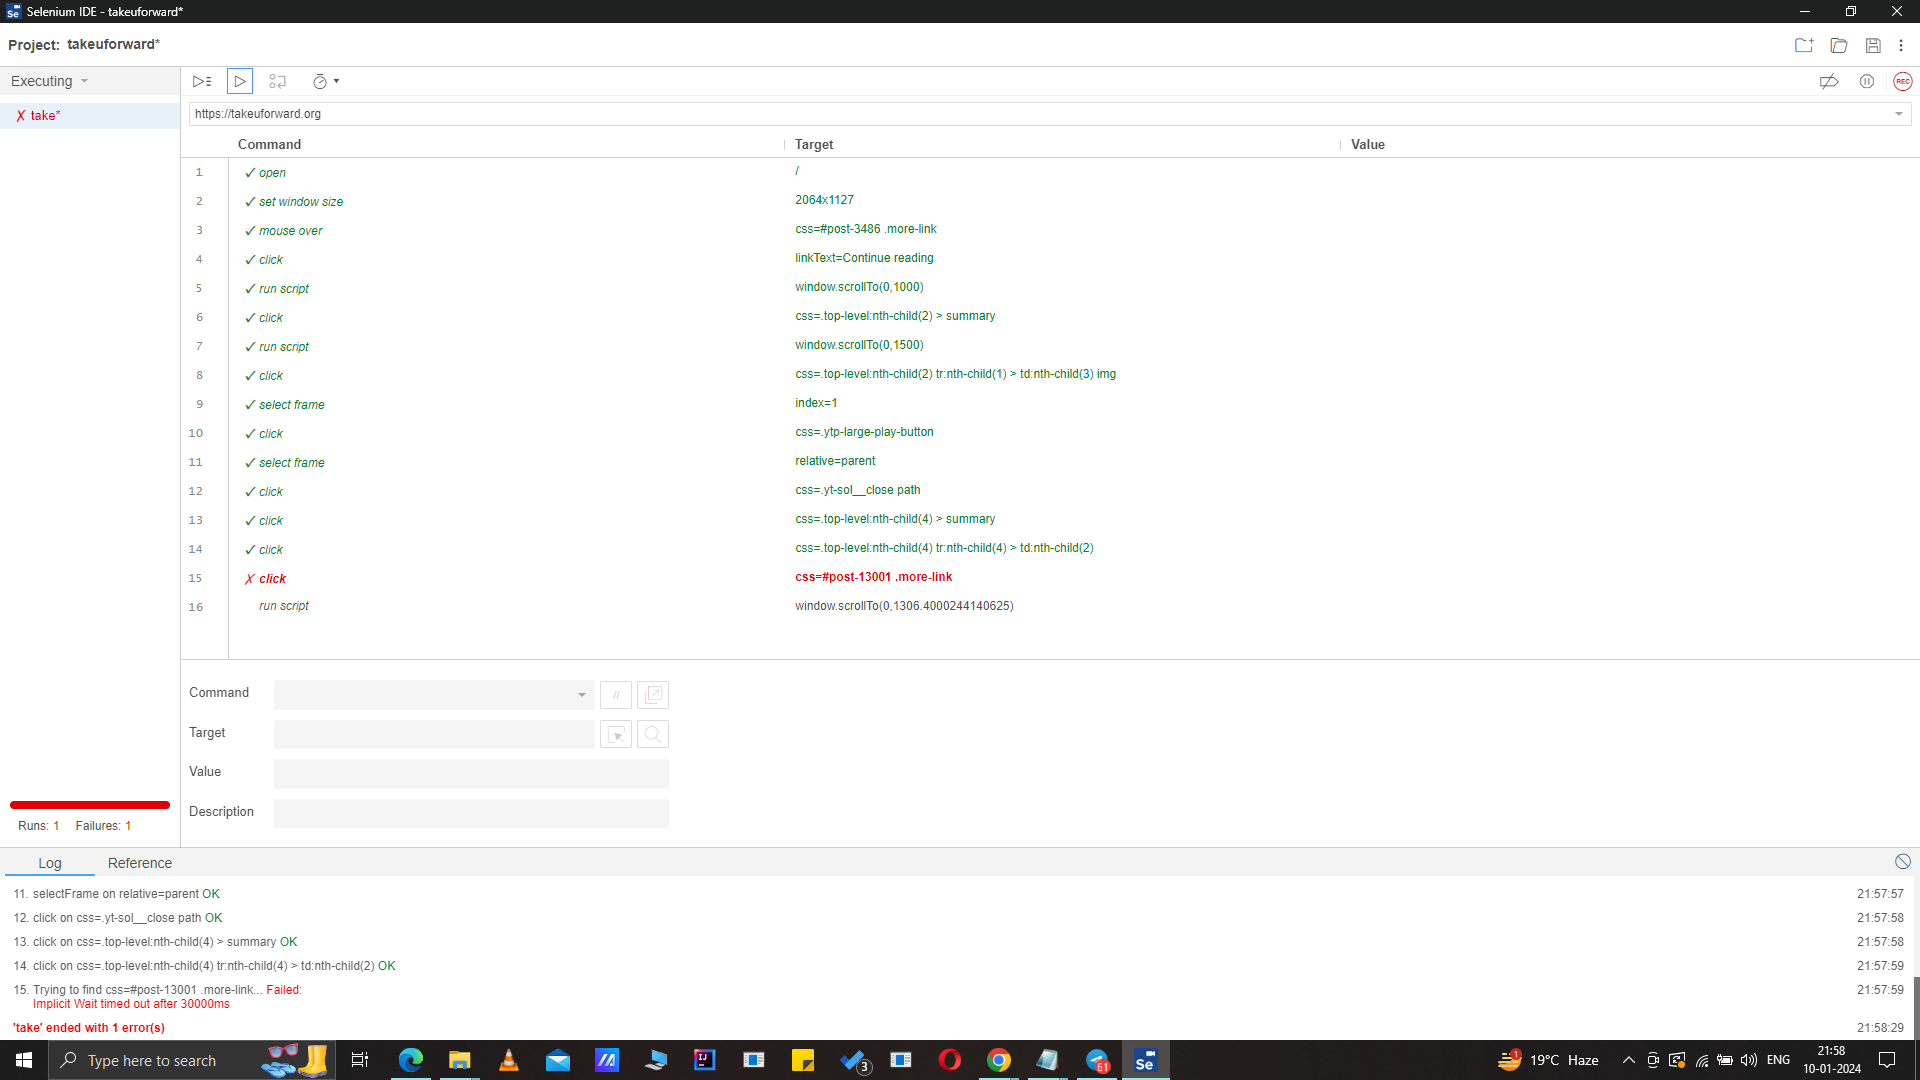 Selenium IDE - takeuforward*
Project: takeuforward*
Executing
✗ take*
https://takeuforward.org
Command Target Value
1 ✓ open /
2 ✓ set window size 2064x1127
3 ✓ mouse over css=#post-3486 .more-link
4 ✓ click linkText=Continue reading
5 ✓ run script window.scrollTo(0,1000)
6 ✓ click css=.top-level:nth-child(2) > summary
7 ✓ run script window.scrollTo(0,1500)
8 ✓ click css=.top-level:nth-child(2) tr:nth-child(1) > td:nth-child(3) img
9 ✓ select frame index=1
10 ✓ click css=.ytp-large-play-button
11 ✓ select frame relative=parent
12 ✓ click css=.yt-sol__close path
13 ✓ click css=.top-level:nth-child(4) > summary
14 ✓ click css=.top-level:nth-child(4) tr:nth-child(4) > td:nth-child(2)
15 ✗ click css=#post-13001 .more-link
16 run script window.scrollTo(0,1306.4000244140625)
REC
Command //
Target
Value
Description
Runs: 1 Failures: 1
Log Reference
11. selectFrame on relative=parent OK 21:57:57
12. click on css=.yt-sol__close path OK 21:57:58
13. click on css=.top-level:nth-child(4) > summary OK 21:57:58
14. click on css=.top-level:nth-child(4) tr:nth-child(4) > td:nth-child(2) OK 21:57:59
15. Trying to find css=#post-13001 .more-link... Failed: 21:57:59
Implicit Wait timed out after 30000ms
'take' ended with 1 error(s) 21:58:29
Type here to search
3
61
Se
1
19°C Haze
ENG
21:58
10-01-2024